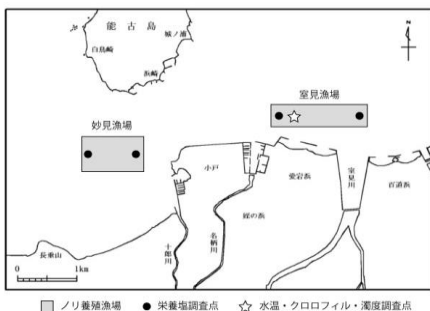 能古島
城ノ浦
白鳥崎
浜崎
N
室見漁場
妙見漁場
小戸
愛宕浜
室見川
百道浜
姪の浜
名柄川
十郎川
長垂山
0 1km
ノリ養殖漁場 栄養塩調査点 水温・クロロフィル・濁度調査点